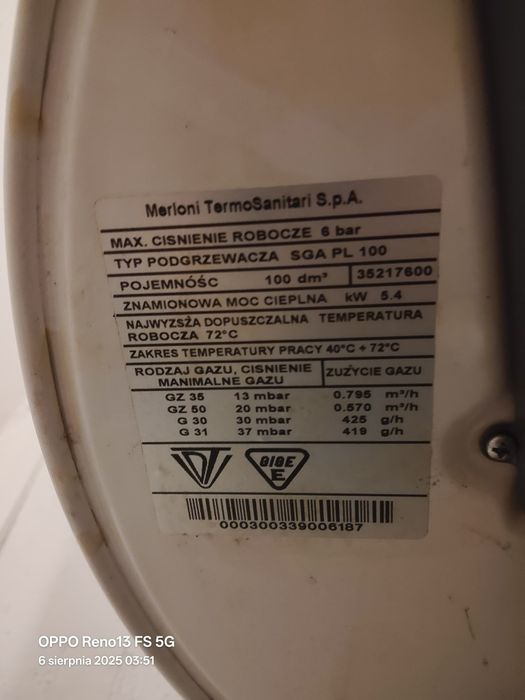 Merloni TermoSanitari S.p.A.
MAX. CISNIENIE ROBOCZE 6 bar
TYP PODGRZEWACZA SGA PL 100
POJEMNOŚĆ 100 dm³ 35217600
ZNAMIONOWA MOC CIEPLNA kW 5.4
NAJWYZSŻA DOPUSZCZALNA TEMPERATURA
ROBOCZA 72°C
ZAKRES TEMPERATURY PRACY 40°C + 72°C
RODZAJ GAZU, CISNIENIE
MANIMALNE GAZU
ZUŻYCIE GAZU
GZ 35 13 mbar 0.795 m³/h
GZ 50 20 mbar 0.570 m³/h
G 30 30 mbar 425 g/h
G 31 37 mbar 419 g/h
DT
GIGE
E
000300339006187
OPPO Reno13 FS 5G
6 sierpnia 2025 03:51